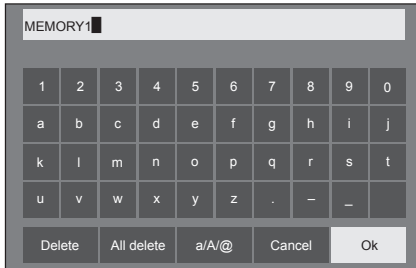 MEMORY1
1 2 3 4 5 6 7 8 9 0
a b c d e f g h i j
k l m n o p q r s t
u v w x y z . – _
Delete All delete a/A/@ Cancel Ok